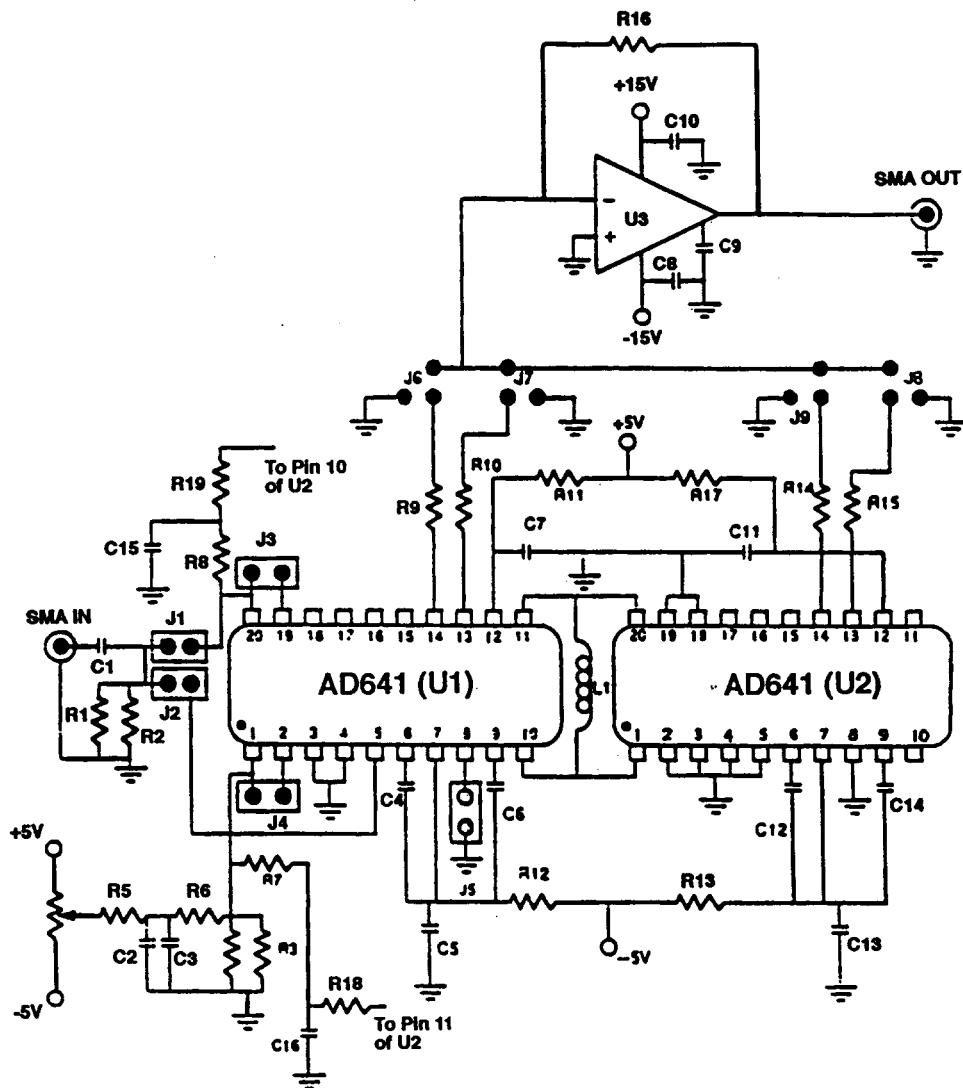 R16
+15V
C10
SMA OUT
U3
-
+
C9
C8
-15V
J6
J7
J8
J9
+5V
To Pin 10
of U2
R19
R10
R11
R17
R14
R15
R9
C7
C11
C15
R8
J3
SMA IN
J1
C1
J2
R1
R2
20 19 18 17 16 15 14 13 12 11
AD641 (U1)
1 2 3 4 5 6 7 8 9 10
L1
20 19 18 17 16 15 14 13 12 11
AD641 (U2)
1 2 3 4 5 6 7 8 9 10
J4
C4
C6
C12
C14
J5
+5V
R7
R12
R13
R5
R6
C2
C3
R3
C5
-5V
C13
-5V
R18
To Pin 11
of U2
C16